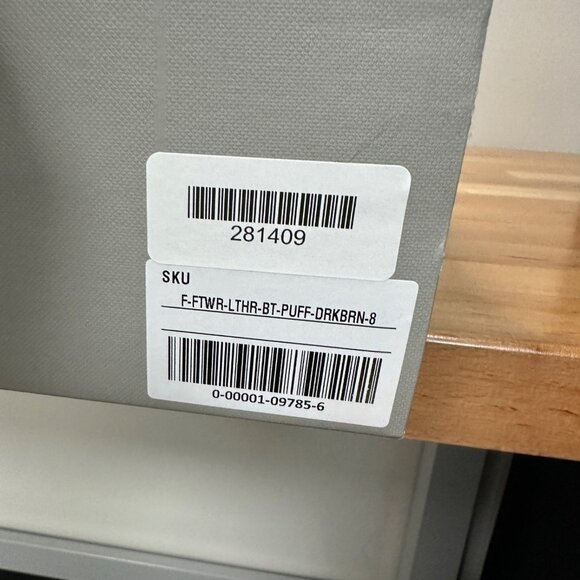 281409
SKU
F-FTWR-LTHR-BT-PUFF-DRKBRN-8
0-00001-09785-6